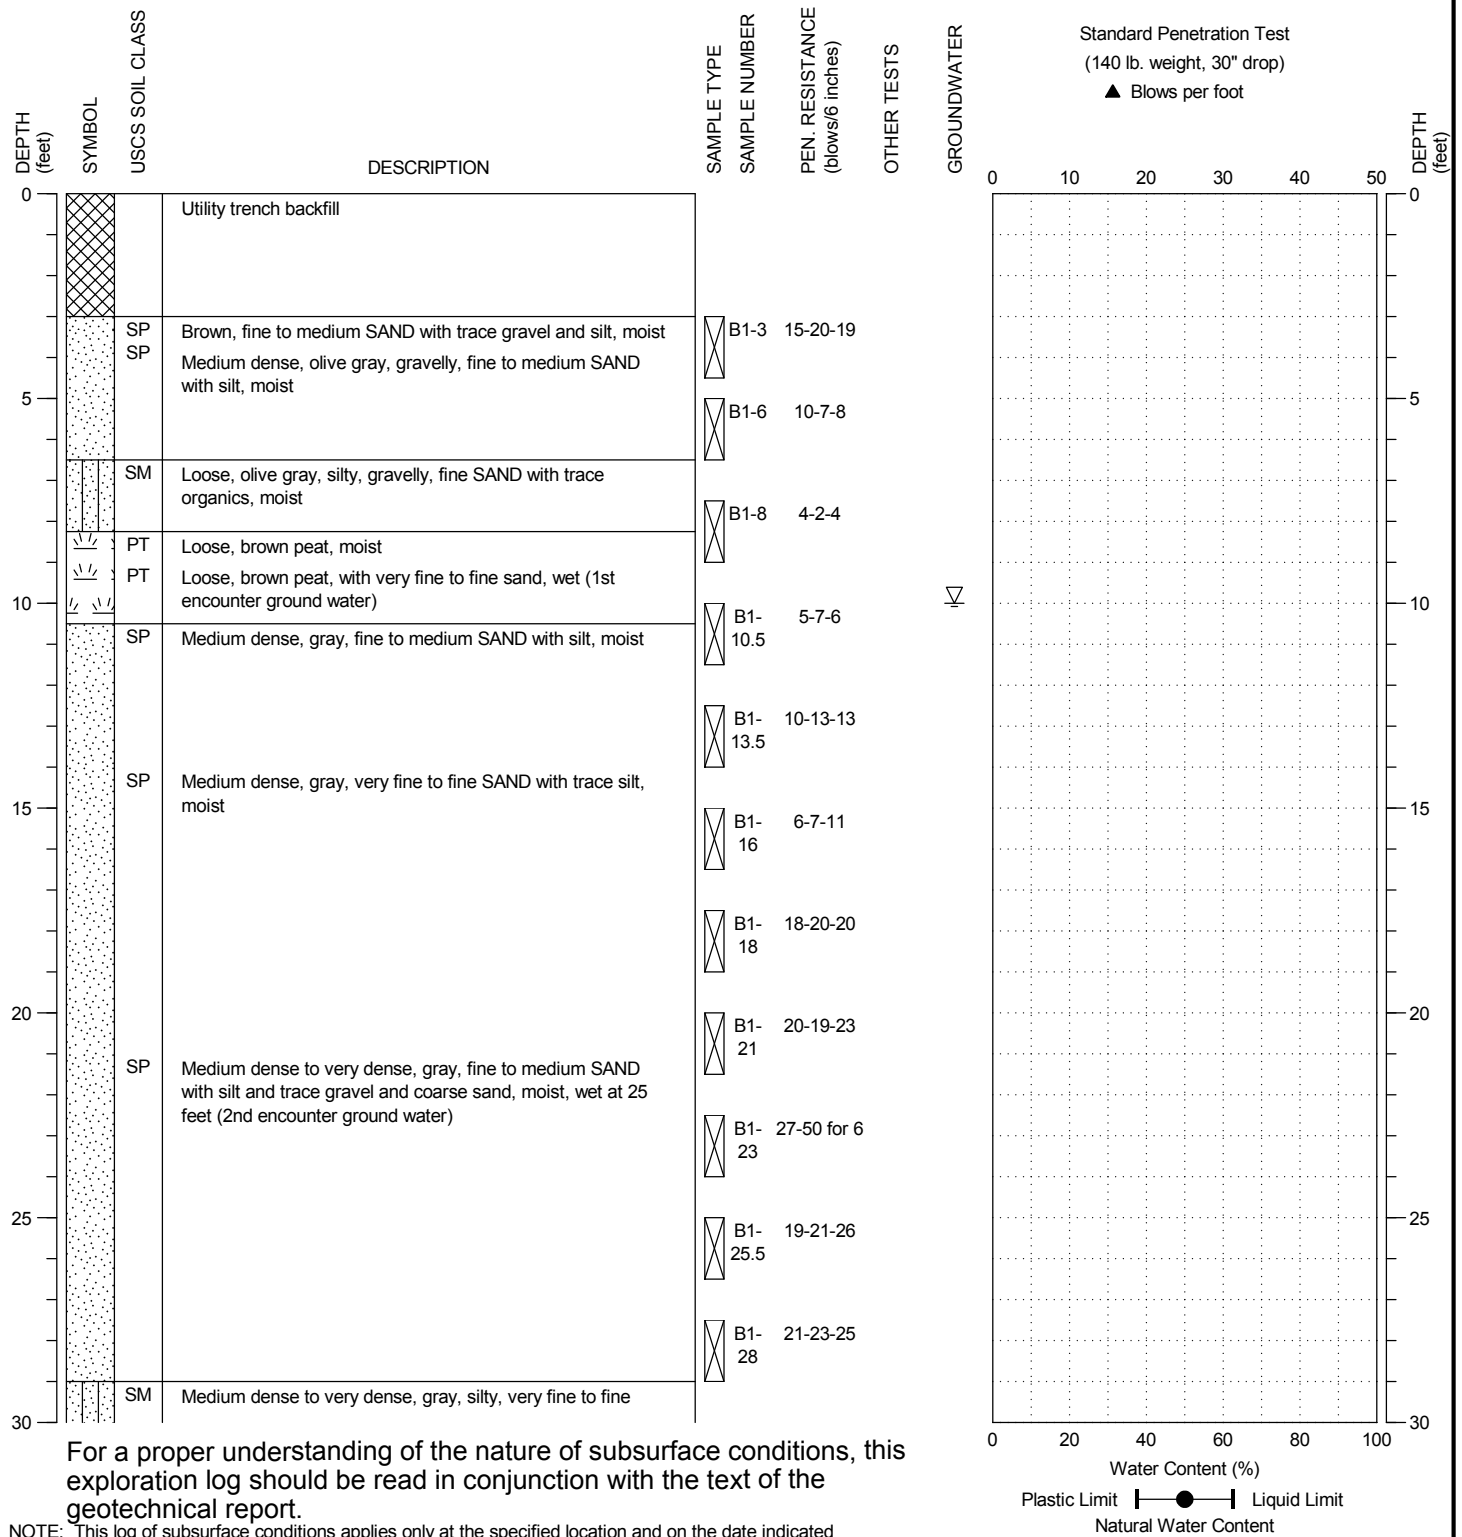 DEPTH
(feet)
SYMBOL
USCS SOIL CLASS
DESCRIPTION
SAMPLE TYPE
SAMPLE NUMBER
PEN. RESISTANCE
(blows/6 inches)
OTHER TESTS
GROUNDWATER
Standard Penetration Test
(140 lb. weight, 30" drop)
▲ Blows per foot
DEPTH
(feet)
0 10 20 30 40 50
0
Utility trench backfill
0
SP Brown, fine to medium SAND with trace gravel and silt, moist B1-3 15-20-19
SP Medium dense, olive gray, gravelly, fine to medium SAND
with silt, moist
5 B1-6 10-7-8 5
SM Loose, olive gray, silty, gravelly, fine SAND with trace
organics, moist
B1-8 4-2-4
PT Loose, brown peat, moist
PT Loose, brown peat, with very fine to fine sand, wet (1st
encounter ground water)
10 B1- 5-7-6 10
10.5
SP Medium dense, gray, fine to medium SAND with silt, moist
B1- 10-13-13
13.5
SP Medium dense, gray, very fine to fine SAND with trace silt,
moist
15 B1- 6-7-11 15
16
B1- 18-20-20
18
20 B1- 20-19-23 20
21
SP Medium dense to very dense, gray, fine to medium SAND
with silt and trace gravel and coarse sand, moist, wet at 25
feet (2nd encounter ground water)
B1- 27-50 for 6
23
25 B1- 19-21-26 25
25.5
B1- 21-23-25
28
SM Medium dense to very dense, gray, silty, very fine to fine
30 30
0 20 40 60 80 100
Water Content (%)
Plastic Limit Liquid Limit
Natural Water Content
For a proper understanding of the nature of subsurface conditions, this
exploration log should be read in conjunction with the text of the
geotechnical report.
NOTE: This log of subsurface conditions applies only at the specified location and on the date indicated